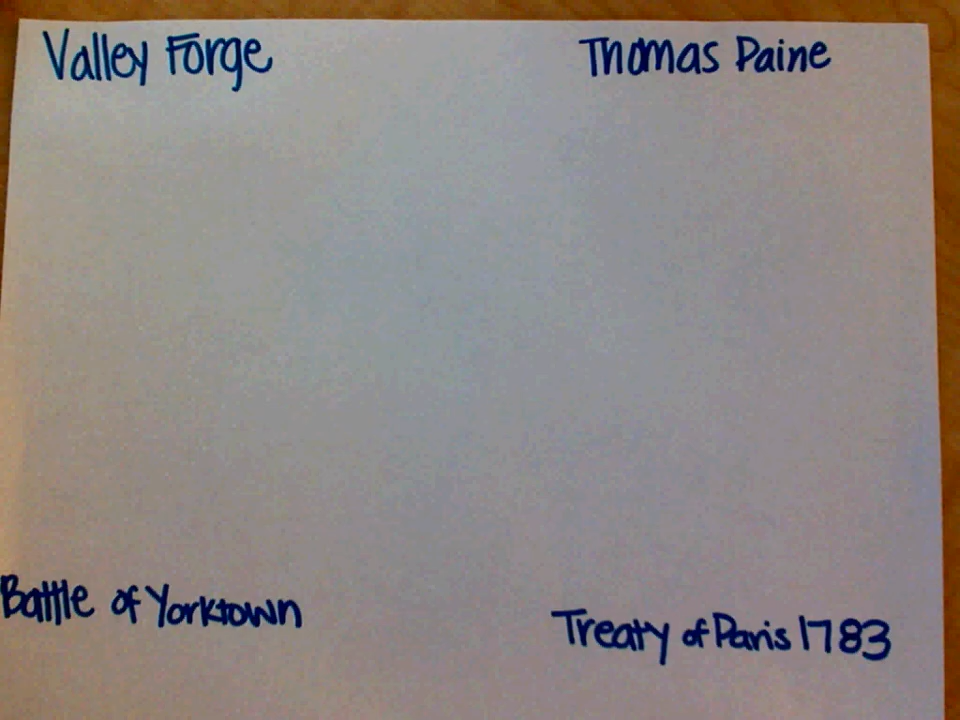 Valley Forge
Thomas Paine
Battle of Yorktown
Treaty of Paris 1783